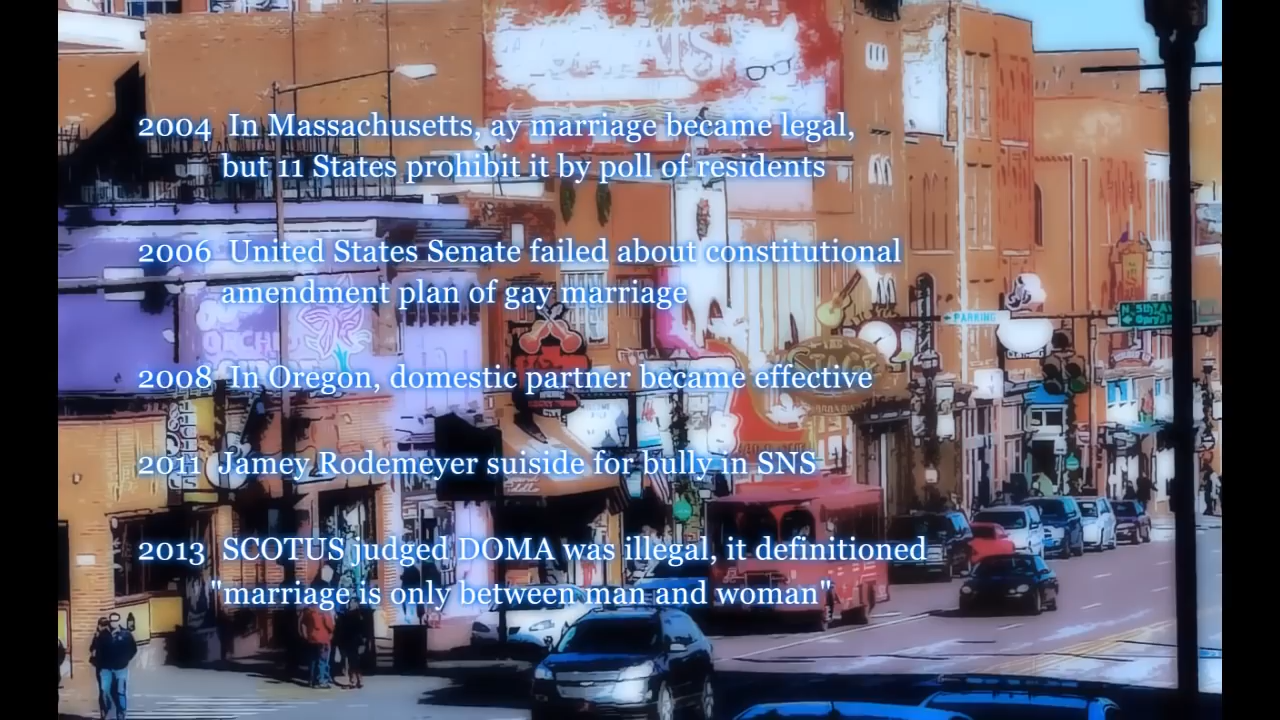 2004 In Massachusetts, ay marriage became legal,
but 11 States prohibit it by poll of residents
2006 United States Senate failed about constitutional
amendment plan of gay marriage
2008 In Oregon, domestic partner became effective
2011 Jamey Rodemeyer suiside for bully in SNS
2013 SCOTUS judged DOMA was illegal, it definitioned
"marriage is only between man and woman"
PARKING
STAGE